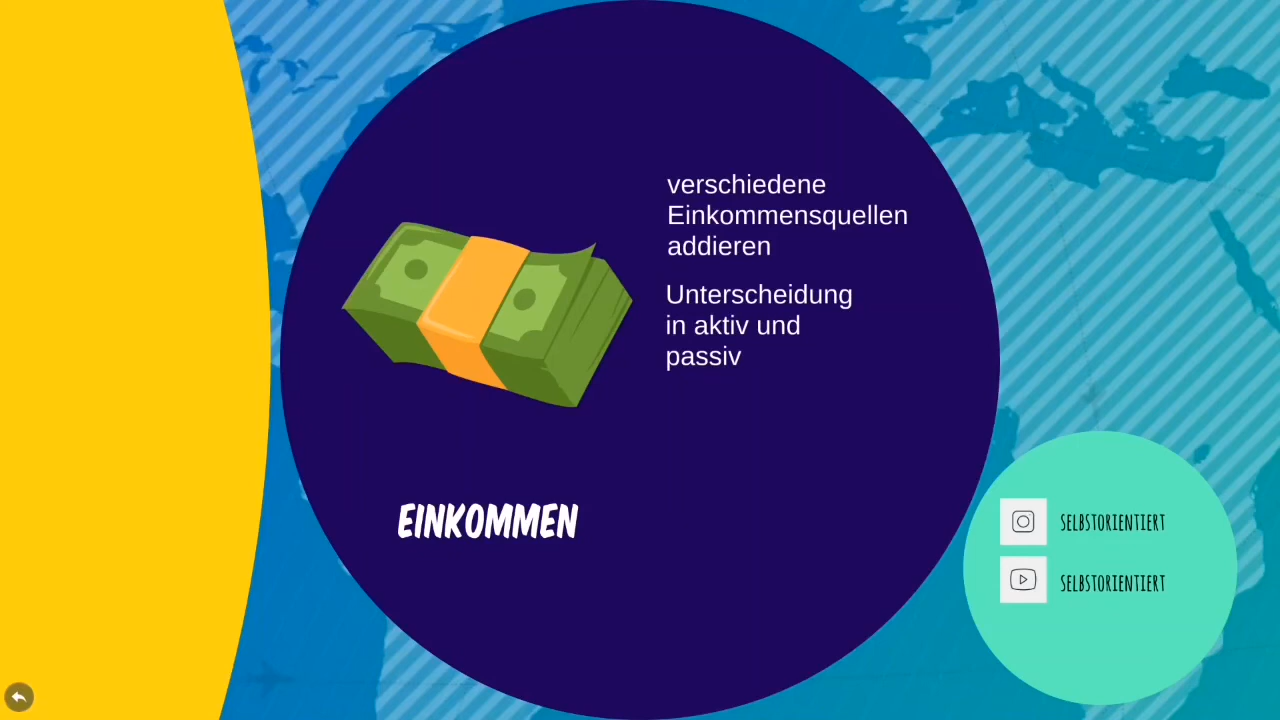 verschiedene
Einkommensquellen
addieren
Unterscheidung
in aktiv und
passiv
EINKOMMEN
SELBSTORIENTIERT
SELBSTORIENTIERT